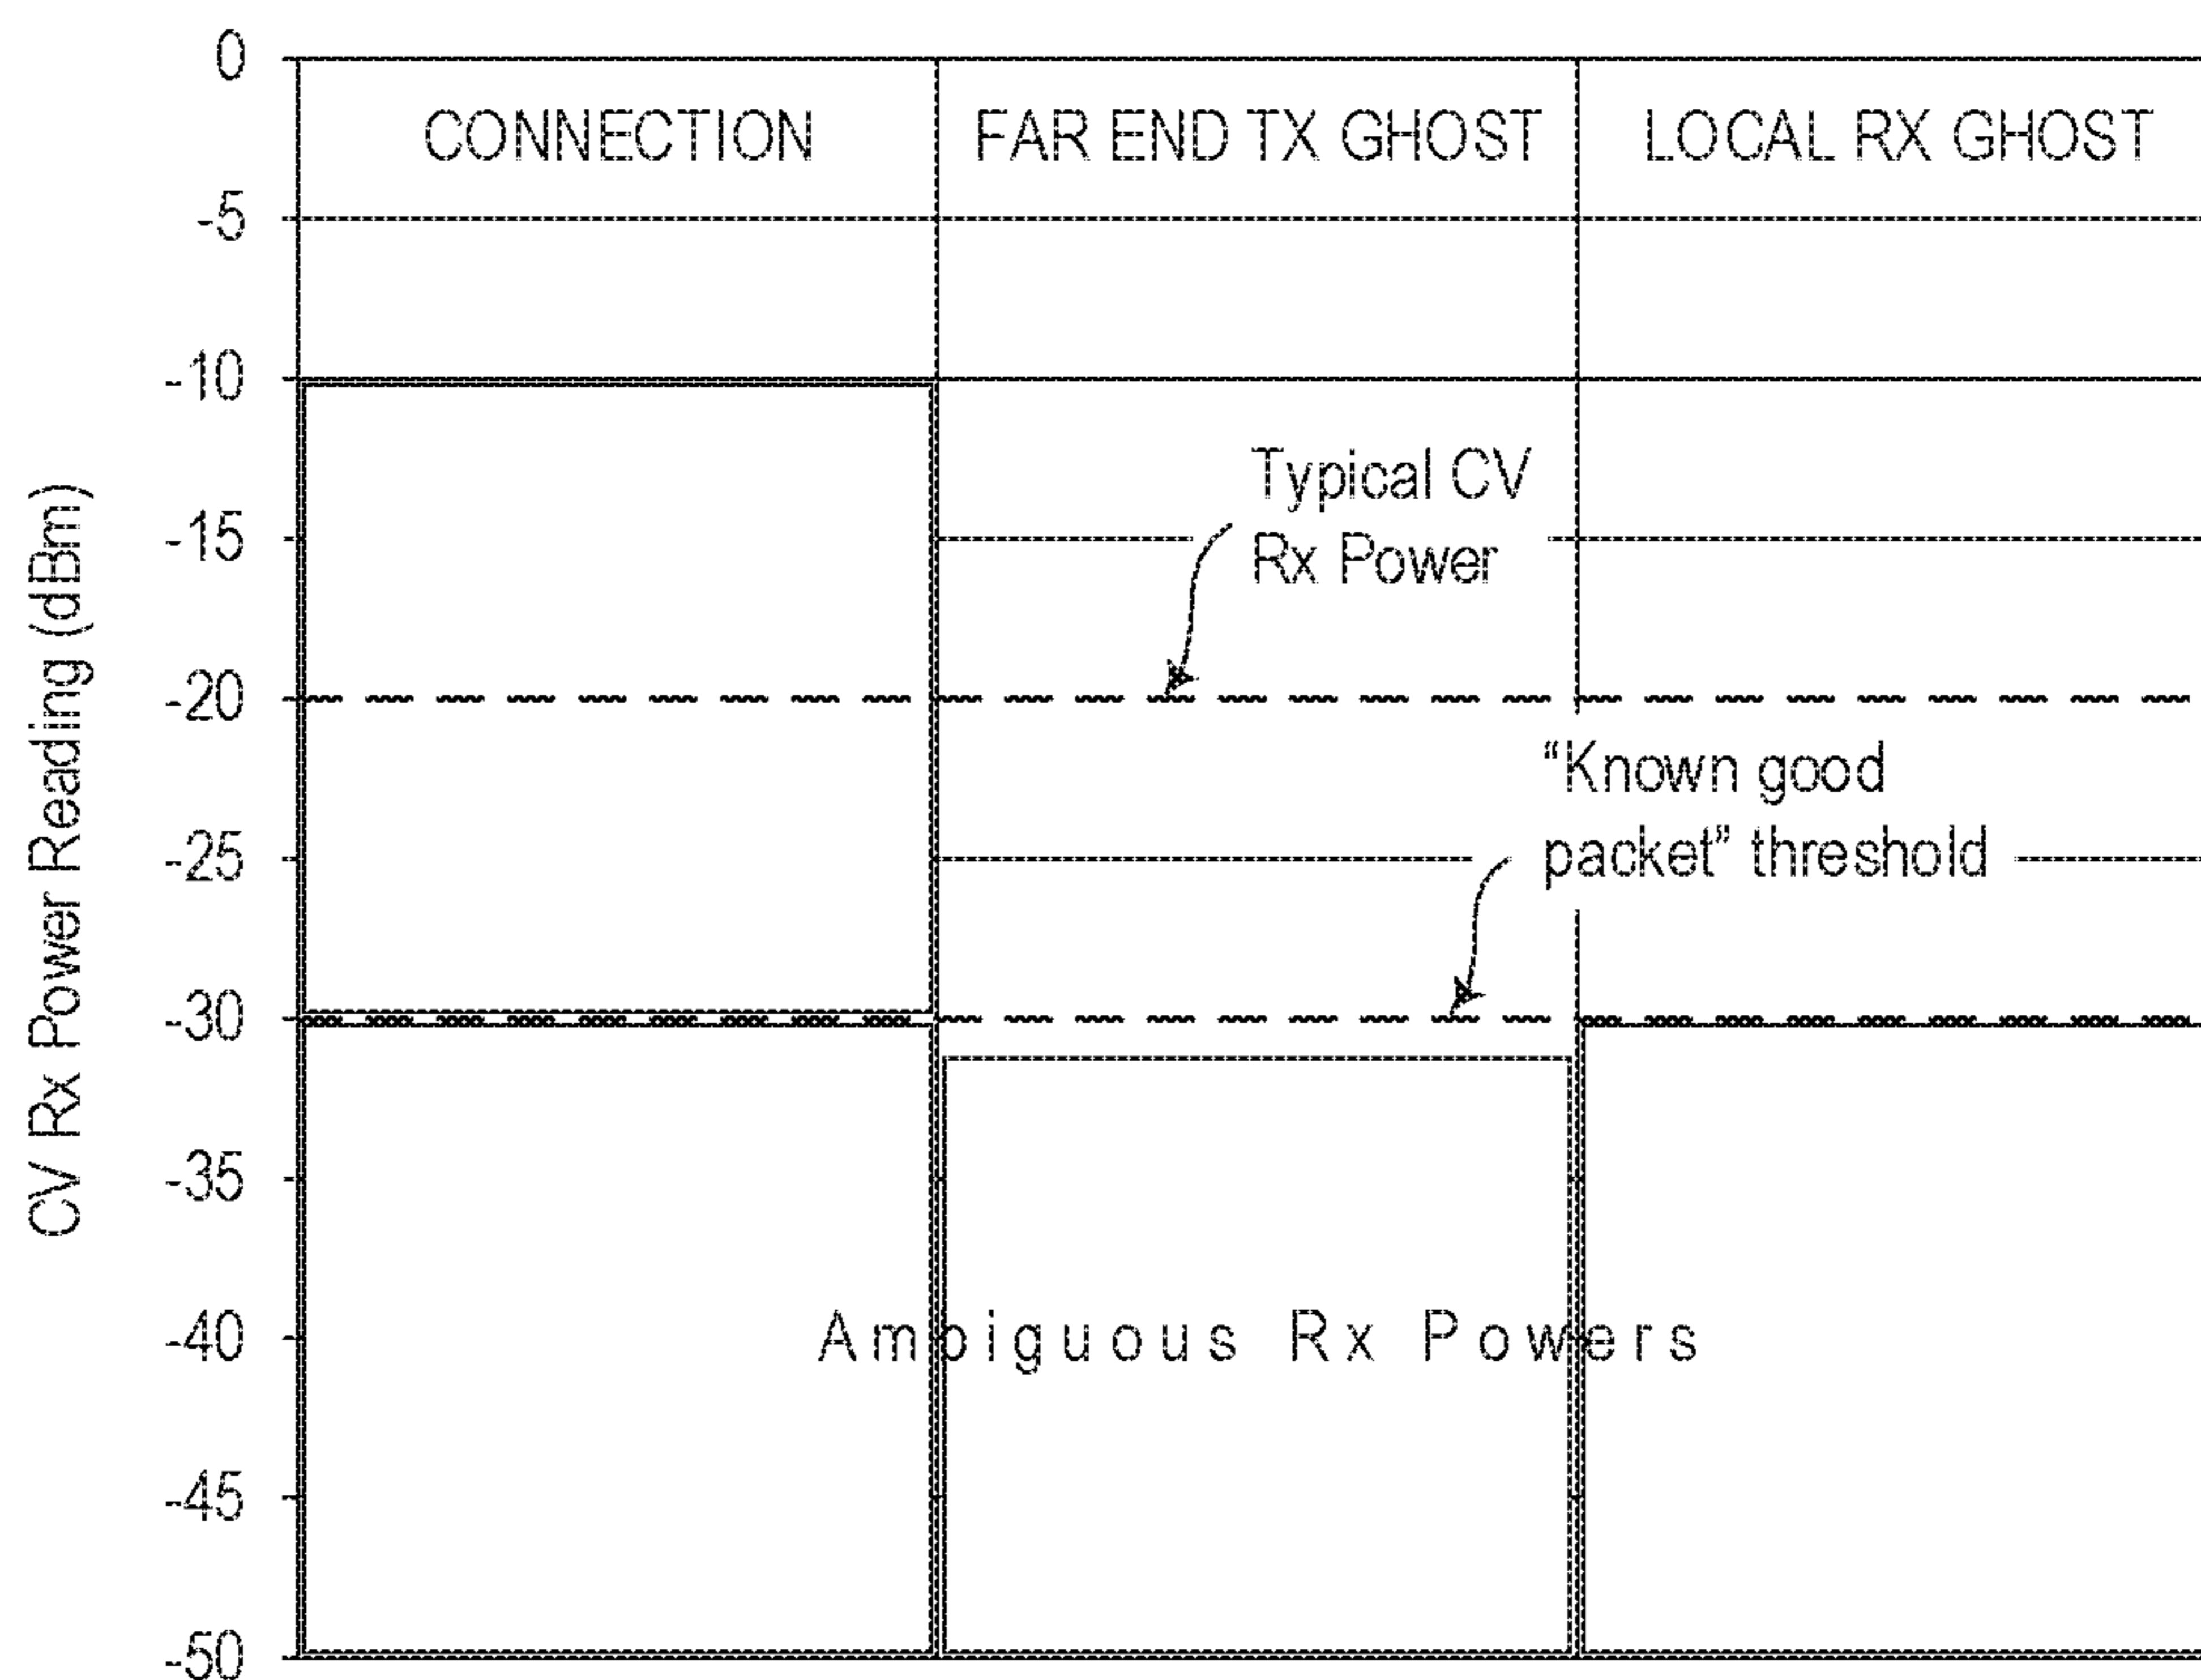 0
CONNECTION
FAR END TX GHOST
LOCAL RX GHOST
-5
-10
Typical CV
Rx Power
-15
-20
"Known good
packet" threshold
-25
-30
-35
Ambiguous Rx Powers
-40
-45
-50
CV Rx Power Reading (dBm)